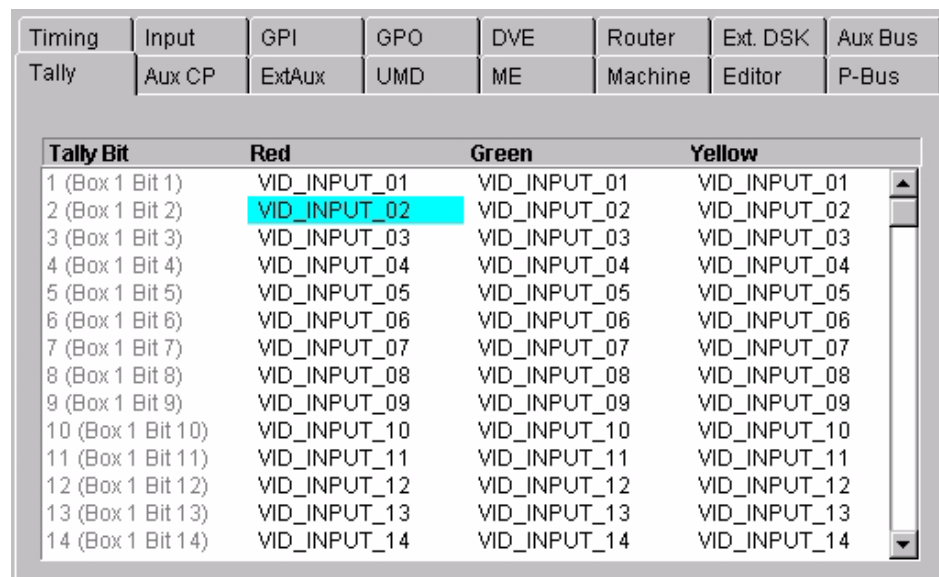 Timing Input GPI GPO DVE Router Ext. DSK Aux Bus
Tally Aux CP ExtAux UMD ME Machine Editor P-Bus
Tally Bit Red Green Yellow
1 (Box 1 Bit 1) VID_INPUT_01 VID_INPUT_01 VID_INPUT_01
2 (Box 1 Bit 2) VID_INPUT_02 VID_INPUT_02 VID_INPUT_02
3 (Box 1 Bit 3) VID_INPUT_03 VID_INPUT_03 VID_INPUT_03
4 (Box 1 Bit 4) VID_INPUT_04 VID_INPUT_04 VID_INPUT_04
5 (Box 1 Bit 5) VID_INPUT_05 VID_INPUT_05 VID_INPUT_05
6 (Box 1 Bit 6) VID_INPUT_06 VID_INPUT_06 VID_INPUT_06
7 (Box 1 Bit 7) VID_INPUT_07 VID_INPUT_07 VID_INPUT_07
8 (Box 1 Bit 8) VID_INPUT_08 VID_INPUT_08 VID_INPUT_08
9 (Box 1 Bit 9) VID_INPUT_09 VID_INPUT_09 VID_INPUT_09
10 (Box 1 Bit 10) VID_INPUT_10 VID_INPUT_10 VID_INPUT_10
11 (Box 1 Bit 11) VID_INPUT_11 VID_INPUT_11 VID_INPUT_11
12 (Box 1 Bit 12) VID_INPUT_12 VID_INPUT_12 VID_INPUT_12
13 (Box 1 Bit 13) VID_INPUT_13 VID_INPUT_13 VID_INPUT_13
14 (Box 1 Bit 14) VID_INPUT_14 VID_INPUT_14 VID_INPUT_14